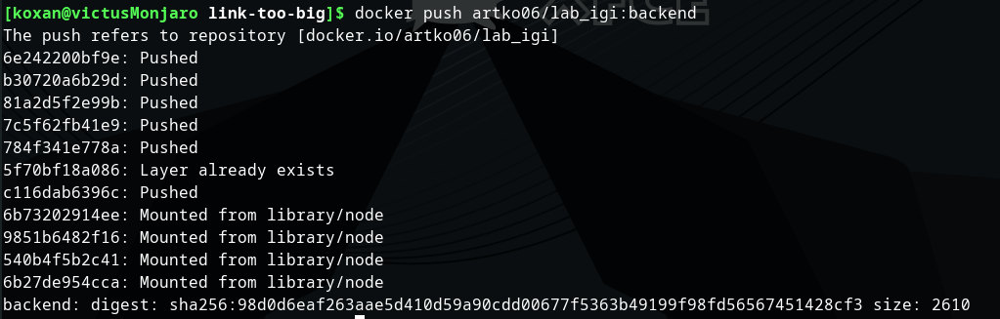 [koxan@victusMonjaro link-too-big]$ docker push artko06/lab_igi:backend
The push refers to repository [docker.io/artko06/lab_igi]
6e242200bf9e: Pushed
b30720a6b29d: Pushed
81a2d5f2e99b: Pushed
7c5f62fb41e9: Pushed
784f341e778a: Pushed
5f70bf18a086: Layer already exists
c116dab6396c: Pushed
6b73202914ee: Mounted from library/node
9851b6482f16: Mounted from library/node
540b4f5b2c41: Mounted from library/node
6b27de954cca: Mounted from library/node
backend: digest: sha256:98d0d6eaf263aae5d410d59a90cdd00677f5363b49199f98fd56567451428cf3 size: 2610